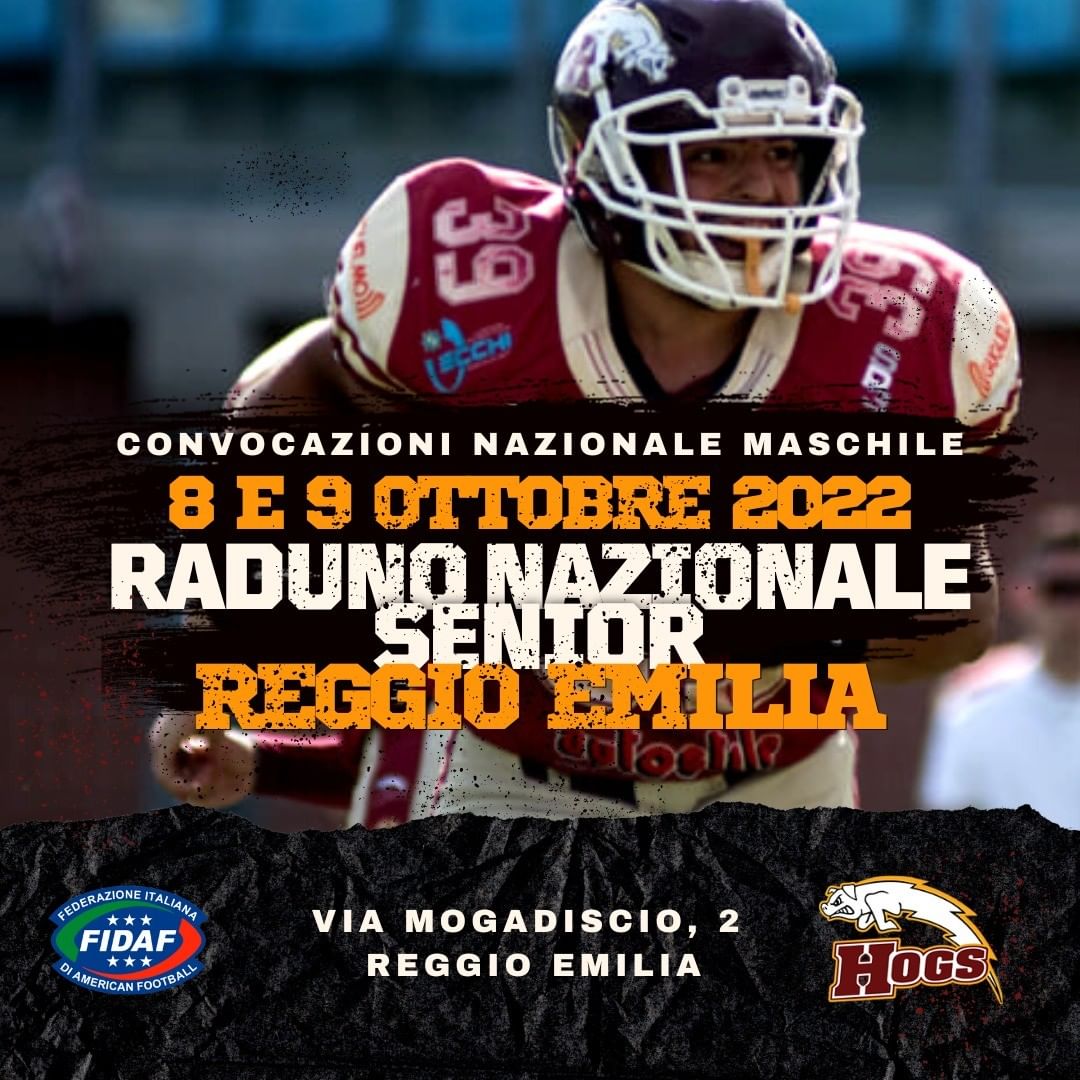 39
39
ECCHI
CONVOCAZIONI NAZIONALE MASCHILE
8 E 9 OTTOBRE 2022
RADUNO NAZIONALE
SENIOR
REGGIO EMILIA
FEDERAZIONE ITALIANA
FIDAF
DI AMERICAN FOOTBALL
VIA MOGADISCIO, 2
REGGIO EMILIA
HOGS